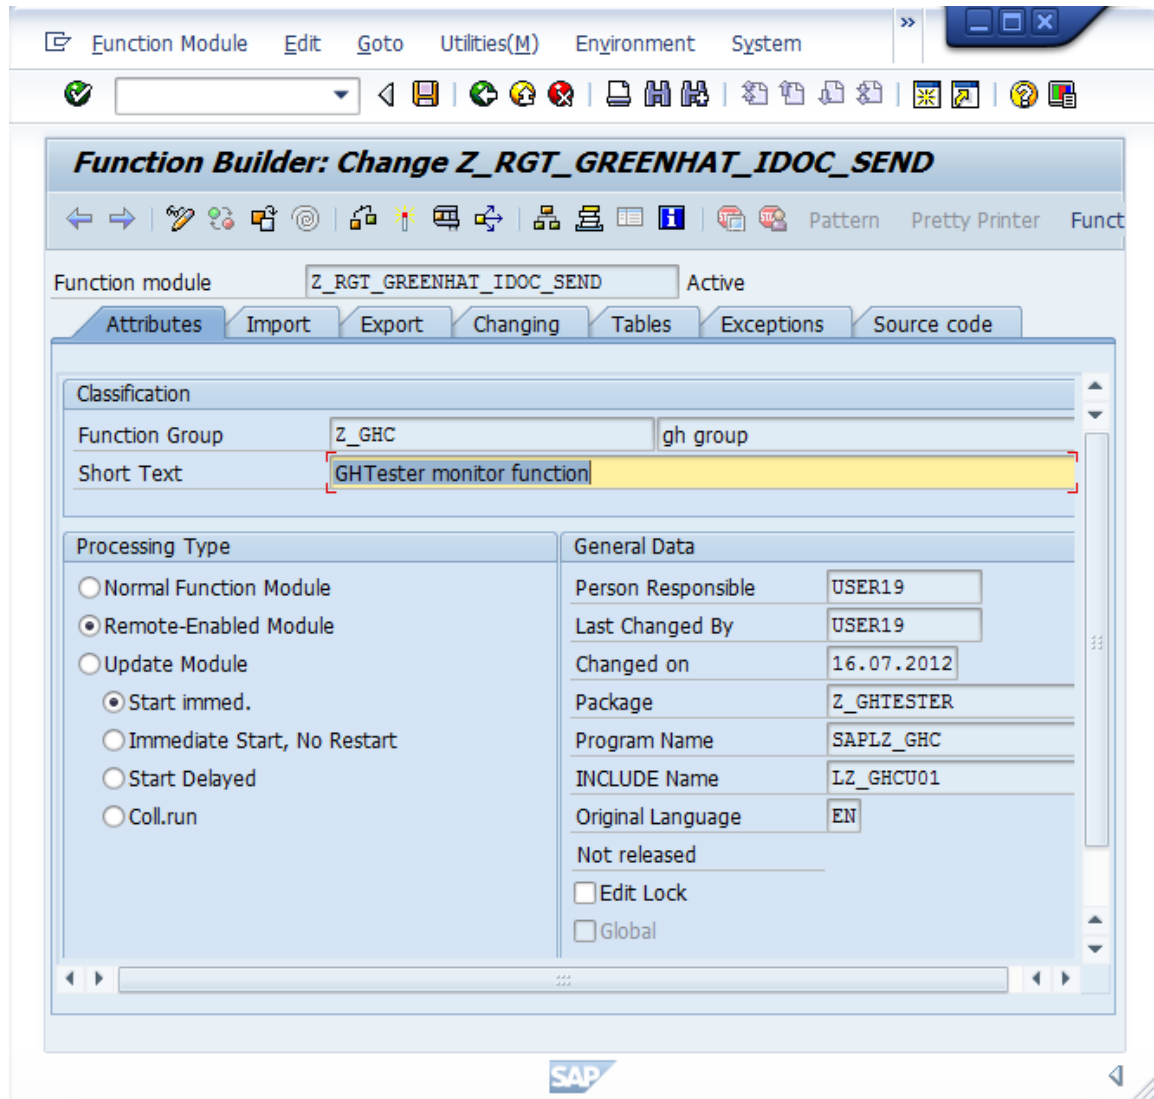 Function Module Edit Goto Utilities(M) Environment System »
Function Builder: Change Z_RGT_GREENHAT_IDOC_SEND
Pattern Pretty Printer Funct
Function module Z_RGT_GREENHAT_IDOC_SEND Active
Attributes Import Export Changing Tables Exceptions Source code
Classification
Function Group Z_GHC gh group
Short Text GHTester monitor function
Processing Type
Normal Function Module
Remote-Enabled Module
Update Module
Start immed.
Immediate Start, No Restart
Start Delayed
Coll.run
General Data
Person Responsible USER19
Last Changed By USER19
Changed on 16.07.2012
Package Z_GHTESTER
Program Name SAPLZ_GHC
INCLUDE Name LZ_GHCU01
Original Language EN
Not released
Edit Lock
Global
SAP